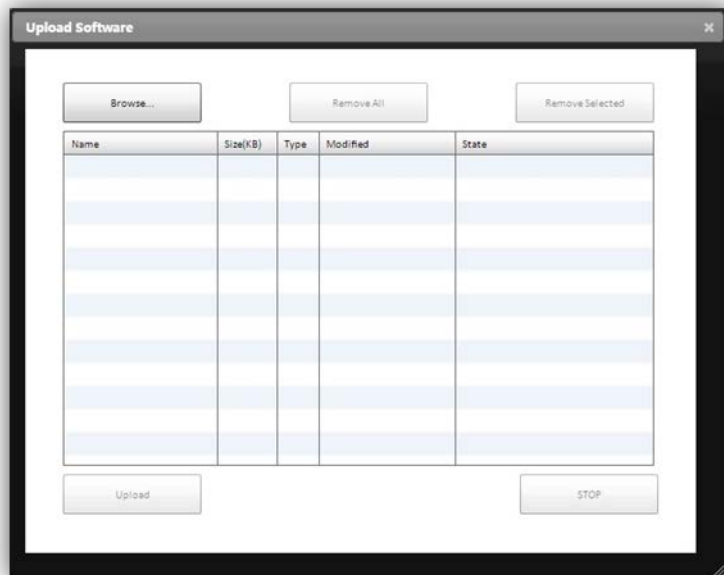 Upload Software
Browse... Remove All Remove Selected
Name Size(KB) Type Modified State
Upload STOP